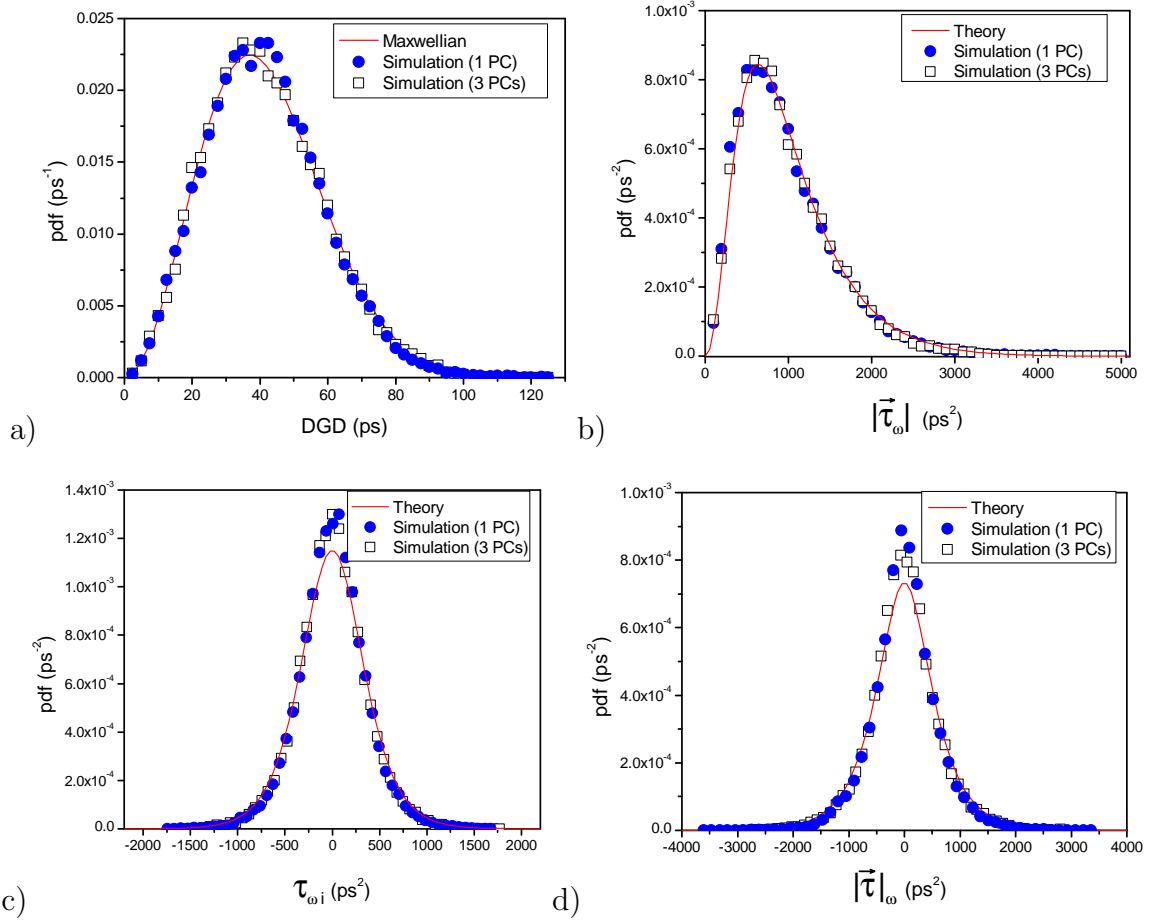 0.025
0.020
0.015
0.010
0.005
0.000
pdf (ps⁻¹)
Maxwellian
Simulation (1 PC)
Simulation (3 PCs)
0 20 40 60 80 100 120
DGD (ps)
a)
1.0x10⁻³
8.0x10⁻⁴
6.0x10⁻⁴
4.0x10⁻⁴
2.0x10⁻⁴
0.0
pdf (ps⁻²)
Theory
Simulation (1 PC)
Simulation (3 PCs)
0 1000 2000 3000 4000 5000
|τ⃗_ω| (ps²)
b)
1.4x10⁻³
1.2x10⁻³
1.0x10⁻³
8.0x10⁻⁴
6.0x10⁻⁴
4.0x10⁻⁴
2.0x10⁻⁴
0.0
pdf (ps⁻²)
Theory
Simulation (1 PC)
Simulation (3 PCs)
-2000 -1500 -1000 -500 0 500 1000 1500 2000
τ_ω i (ps²)
c)
1.0x10⁻³
8.0x10⁻⁴
6.0x10⁻⁴
4.0x10⁻⁴
2.0x10⁻⁴
0.0
pdf (ps⁻²)
Theory
Simulation (1 PC)
Simulation (3 PCs)
-4000 -3000 -2000 -1000 0 1000 2000 3000 4000
|τ⃗|_ω (ps²)
d)